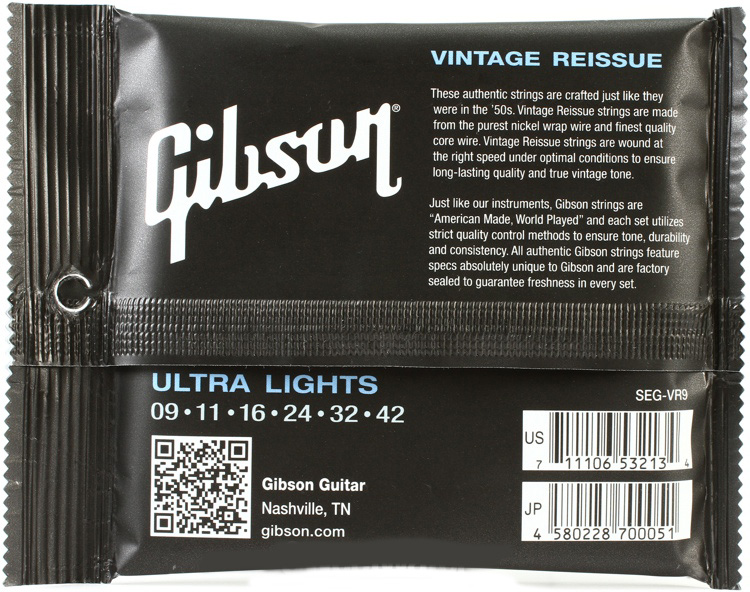 Gibson®
VINTAGE REISSUE
These authentic strings are crafted just like they
were in the '50s. Vintage Reissue strings are made
from the purest nickel wrap wire and finest quality
core wire. Vintage Reissue strings are wound at
the right speed under optimal conditions to ensure
long-lasting quality and true vintage tone.
Just like our instruments, Gibson strings are
“American Made, World Played” and each set utilizes
strict quality control methods to ensure tone, durability
and consistency. All authentic Gibson strings feature
specs absolutely unique to Gibson and are factory
sealed to guarantee freshness in every set.
ULTRA LIGHTS
09•11•16•24•32•42
Gibson Guitar
Nashville, TN
gibson.com
SEG-VR9
US
7 11106 53213 4
JP
4 580228 700051